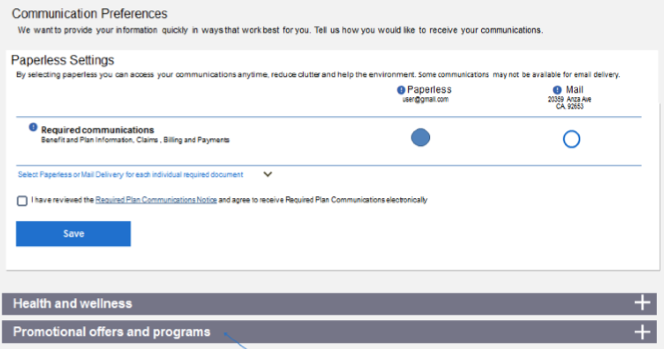 Communication Preferences
We want to provide your information quickly in ways that work best for you. Tell us how you would like to receive your communications.
Paperless Settings
By selecting paperless you can access your communications anytime, reduce clutter and help the environment. Some communications may not be available for email delivery.
Paperless
user@gmail.com
Mail
20359 Anza Ave
CA, 92653
Required communications
Benefit and Plan Information, Claims, Billing and Payments
Select Paperless or Mail Delivery for each individual required document
I have reviewed the Required Plan Communications Notice and agree to receive Required Plan Communications electronically
Save
Health and wellness
Promotional offers and programs